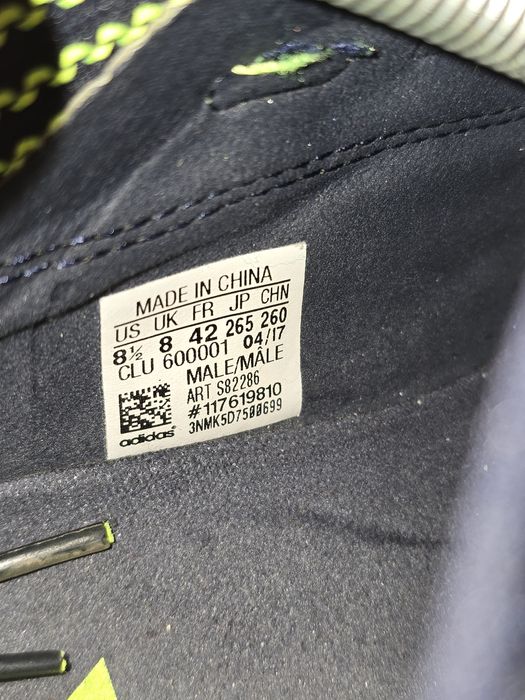 MADE IN CHINA
US UK FR JP CHN
8½ 8 42 265 260
CLU 600001 04/17
MALE/MÂLE
ART S82286
#117619810
3NMK5D7500699
adidas®